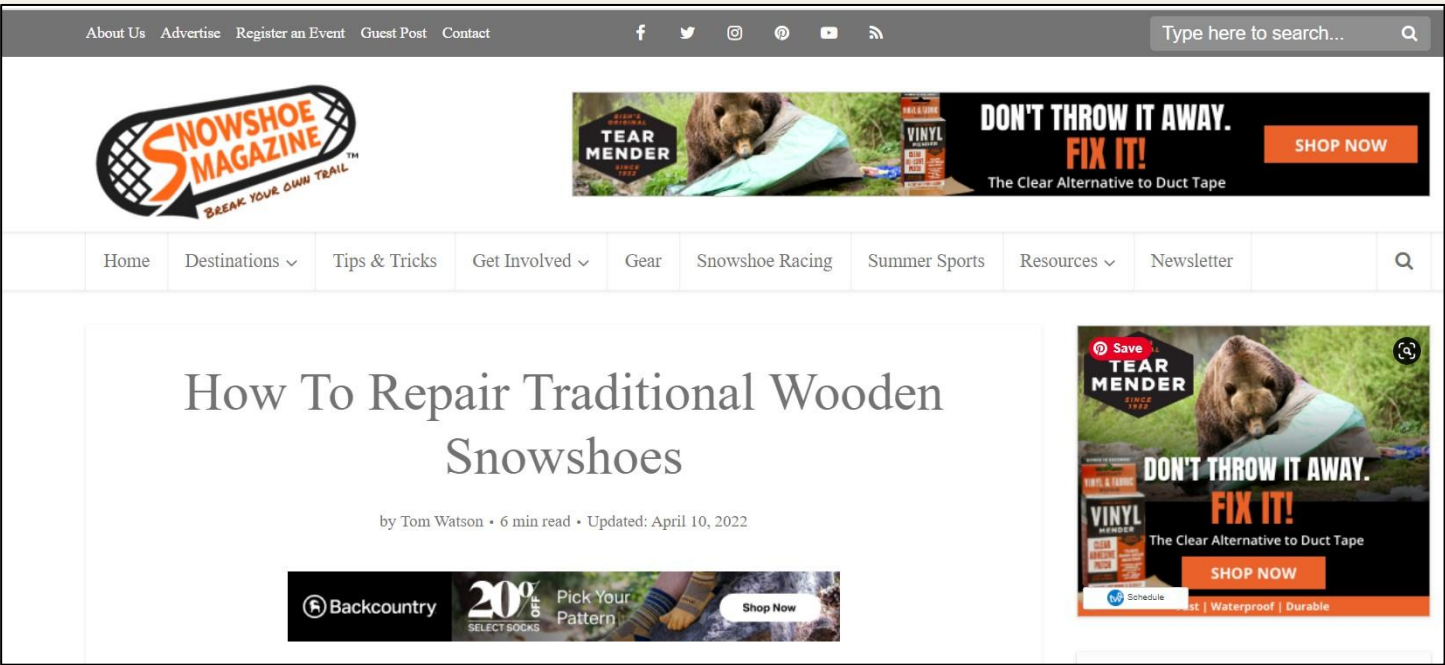 About Us Advertise Register an Event Guest Post Contact
Type here to search...
SNOWSHOE
MAGAZINE™
BREAK YOUR OWN TRAIL
TEAR
MENDER
SINCE
1932
VINYL
DON'T THROW IT AWAY.
FIX IT!
The Clear Alternative to Duct Tape
SHOP NOW
Home Destinations Tips & Tricks Get Involved Gear Snowshoe Racing Summer Sports Resources Newsletter
How To Repair Traditional Wooden
Snowshoes
by Tom Watson • 6 min read • Updated: April 10, 2022
Backcountry
20% OFF
SELECT SOCKS
Pick Your
Pattern
Shop Now
Save
TEAR
MENDER
SINCE
1932
VINYL
MENDER
DON'T THROW IT AWAY.
FIX IT!
The Clear Alternative to Duct Tape
SHOP NOW
Schedule
| Waterproof | Durable